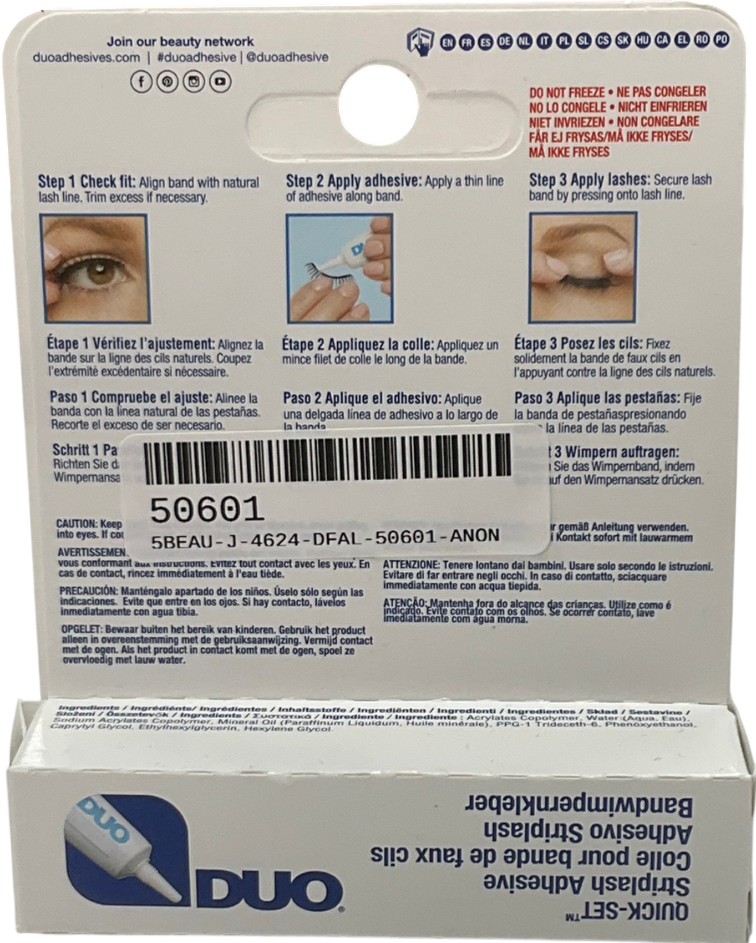 Join our beauty network
duoadhesives.com | #duoadhesive | @duoadhesive
EN FR ES DE NL IT PL SL CS SK HU CA EL RO PD
DO NOT FREEZE • NE PAS CONGELER
NO LO CONGELE • NICHT EINFRIEREN
NIET INVRIEZEN • NON CONGELARE
FÅR EJ FRYSAS/MÅ IKKE FRYSES/
MÅ IKKE FRYSES
Step 1 Check fit: Align band with natural
lash line. Trim excess if necessary.
Step 2 Apply adhesive: Apply a thin line
of adhesive along band.
Step 3 Apply lashes: Secure lash
band by pressing onto lash line.
DUO
Étape 1 Vérifiez l'ajustement: Alignez la
bande sur la ligne des cils naturels. Coupez
l'extrémité excédentaire si nécessaire.
Étape 2 Appliquez la colle: Appliquez un
mince filet de colle le long de la bande.
Étape 3 Posez les cils: Fixez
solidement la bande de faux cils en
l'appuyant contre la ligne des cils naturels.
Paso 1 Compruebe el ajuste: Alinee la
banda con la línea natural de las pestañas.
Recorte el exceso de ser necesario.
Paso 2 Aplique el adhesivo: Aplique
una delgada línea de adhesivo a lo largo de
la banda
Paso 3 Aplique las pestañas: Fije
la banda de pestañaspresionando
la línea de las pestañas.
Schritt 1 Pa
Richten Sie d
Wimpernansa
3 Wimpern auftragen:
Sie das Wimpernband, indem
auf den Wimpernansatz drücken.
50601
5BEAU-J-4624-DFAL-50601-ANON
CAUTION: Keep
into eyes. If co
gemäß Anleitung verwenden.
Kontakt sofort mit lauwarmem
AVERTISSEMEN
vous conformant aux instructions. Évitez tout contact avec les yeux. En
cas de contact, rincez immédiatement à l'eau tiède.
PRECAUCIÓN: Manténgalo apartado de los niños. Úselo sólo según las
indicaciones. Evite que entre en los ojos. Si hay contacto, lávelos
inmediatamente con agua tibia.
OPGELET: Bewaar buiten het bereik van kinderen. Gebruik het product
alleen in overeenstemming met de gebruiksaanwijzing. Vermijd contact
met de ogen. Als het product in contact komt met de ogen, spoel ze
overvloedig met lauw water.
ATTENZIONE: Tenere lontano dai bambini. Usare solo secondo le istruzioni.
Evitare di far entrare negli occhi. In caso di contatto, sciacquare
immediatamente con acqua tiepida.
ATENÇÃO: Mantenha fora do alcance das crianças. Utilize como é
indicado. Evite contato com os olhos. Se ocorrer contato, lave
imediatamente com água morna.
Ingredients / Ingrédients/ Ingrédientes / Inhaltsstoffe / Ingrediënten / Ingredienti / Ingredientes / Sklad / Sestavine /
Složení / Összetevők / Ingredients / Συστατικά / Ingrediente / Ingrediente : Acrylates Copolymer, Water (Aqua, Eau),
Sodium Acrylates Copolymer, Mineral Oil (Paraffinum Liquidum, Huile minérale), PPG-1 Trideceth-6, Phenoxyethanol,
Caprylyl Glycol, Ethylhexylglycerin, Hexylene Glycol
DUO
DUO
QUICK-SET™
Striplash Adhesive
Colle pour bande de faux cils
Adhesivo Striplash
Bandwimpernkleber